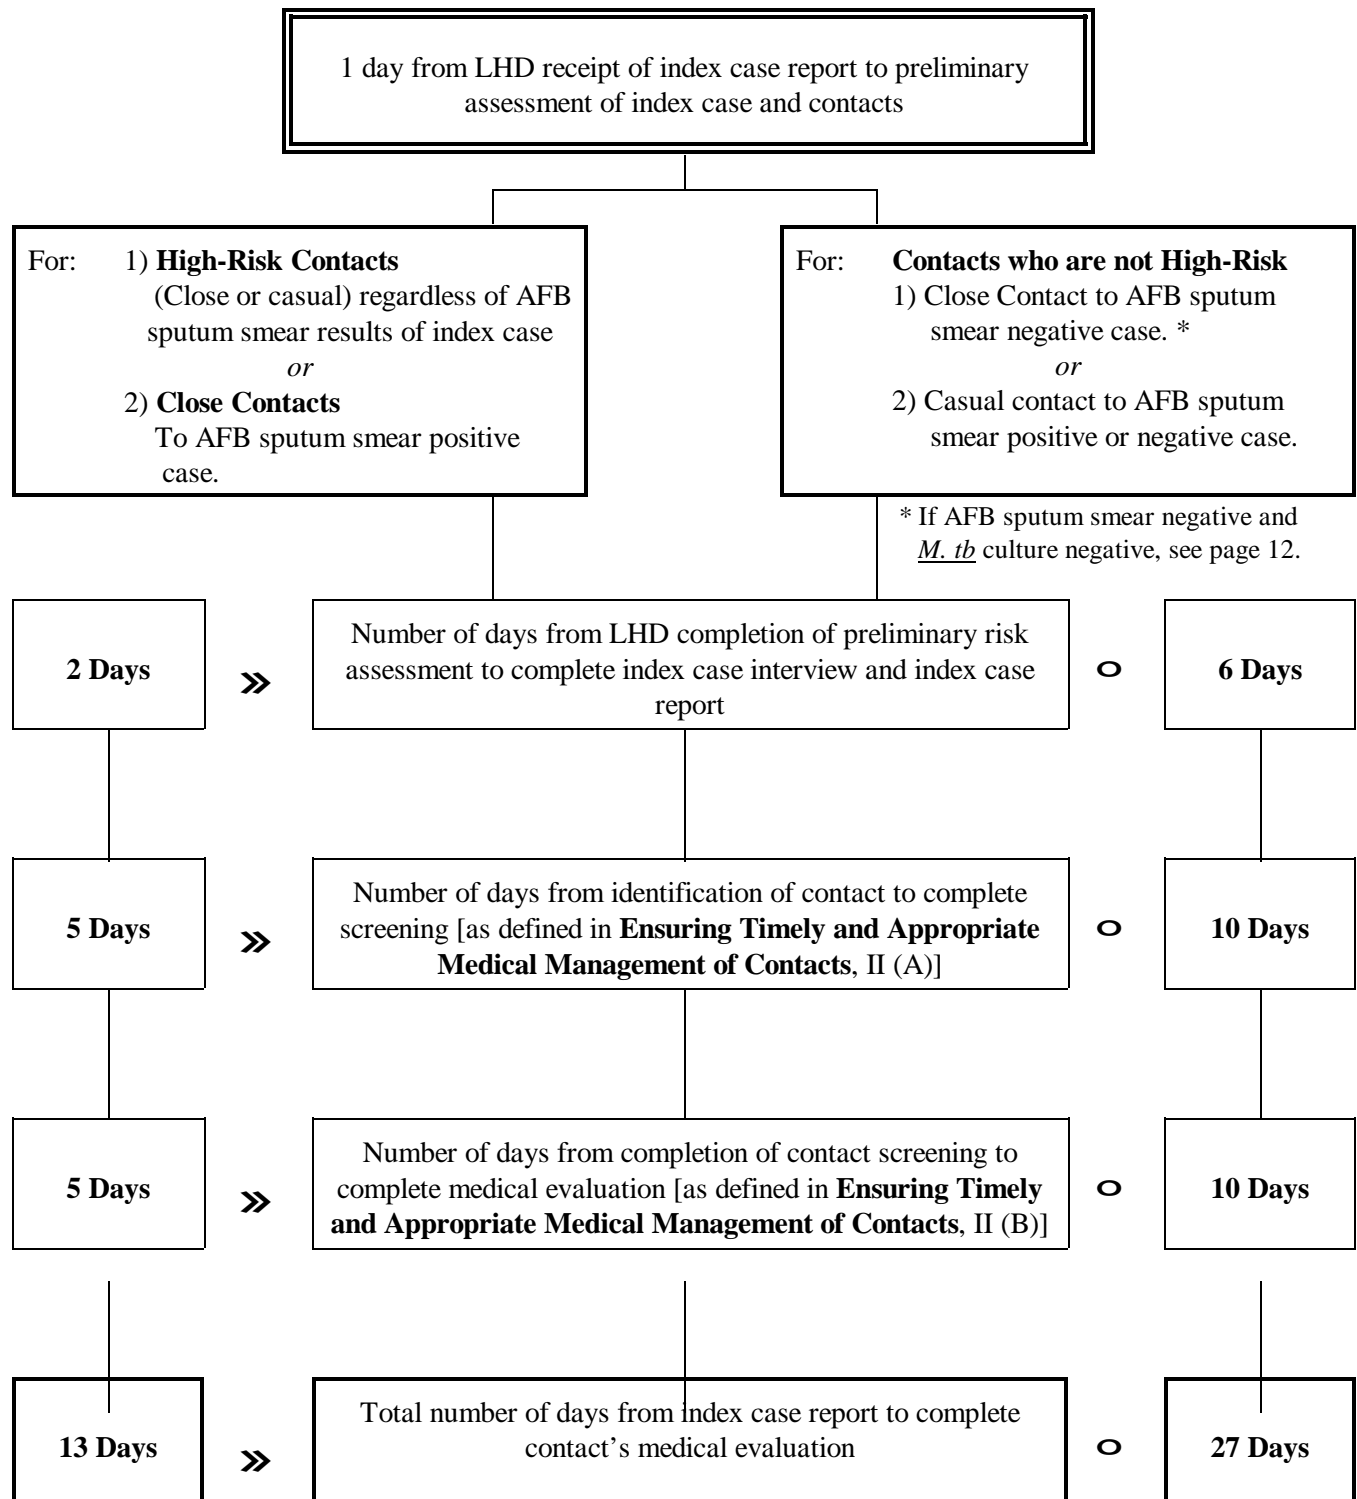 1 day from LHD receipt of index case report to preliminary
assessment of index case and contacts
For: 1) High-Risk Contacts
(Close or casual) regardless of AFB
sputum smear results of index case
or
2) Close Contacts
To AFB sputum smear positive
case.
For: Contacts who are not High-Risk
1) Close Contact to AFB sputum
smear negative case. *
or
2) Casual contact to AFB sputum
smear positive or negative case.
* If AFB sputum smear negative and
M. tb culture negative, see page 12.
2 Days
»
Number of days from LHD completion of preliminary risk
assessment to complete index case interview and index case
report
o
6 Days
5 Days
»
Number of days from identification of contact to complete
screening [as defined in Ensuring Timely and Appropriate
Medical Management of Contacts, II (A)]
o
10 Days
5 Days
»
Number of days from completion of contact screening to
complete medical evaluation [as defined in Ensuring Timely
and Appropriate Medical Management of Contacts, II (B)]
o
10 Days
13 Days
»
Total number of days from index case report to complete
contact’s medical evaluation
o
27 Days